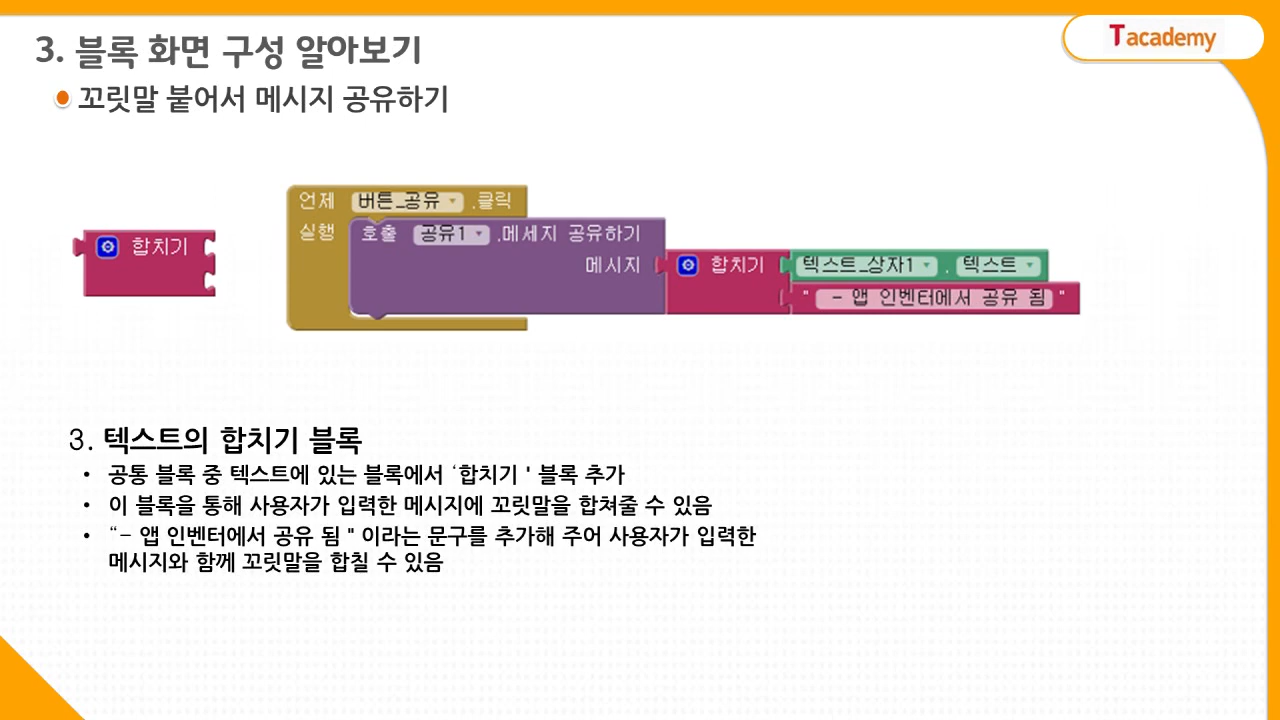 3. 블록 화면 구성 알아보기
Tacademy
꼬릿말 붙어서 메시지 공유하기
합치기
언제 버튼_공유 .클릭
실행 호출 공유1 .메세지 공유하기
메시지 합치기 텍스트_상자1 . 텍스트
" - 앱 인벤터에서 공유 됨 "
3. 텍스트의 합치기 블록
• 공통 블록 중 텍스트에 있는 블록에서 ‘합치기 ' 블록 추가
• 이 블록을 통해 사용자가 입력한 메시지에 꼬릿말을 합쳐줄 수 있음
• “- 앱 인벤터에서 공유 됨 " 이라는 문구를 추가해 주어 사용자가 입력한
메시지와 함께 꼬릿말을 합칠 수 있음